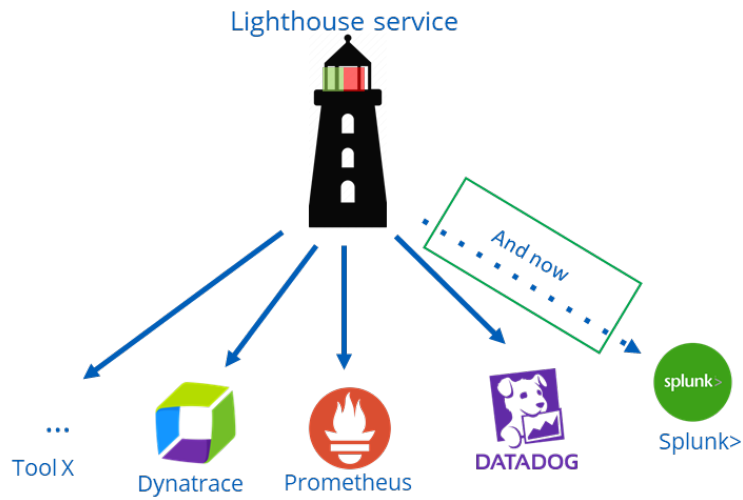 Lighthouse service
And now
splunk>
...
Tool X
Dynatrace
Prometheus
DATADOG
Splunk>